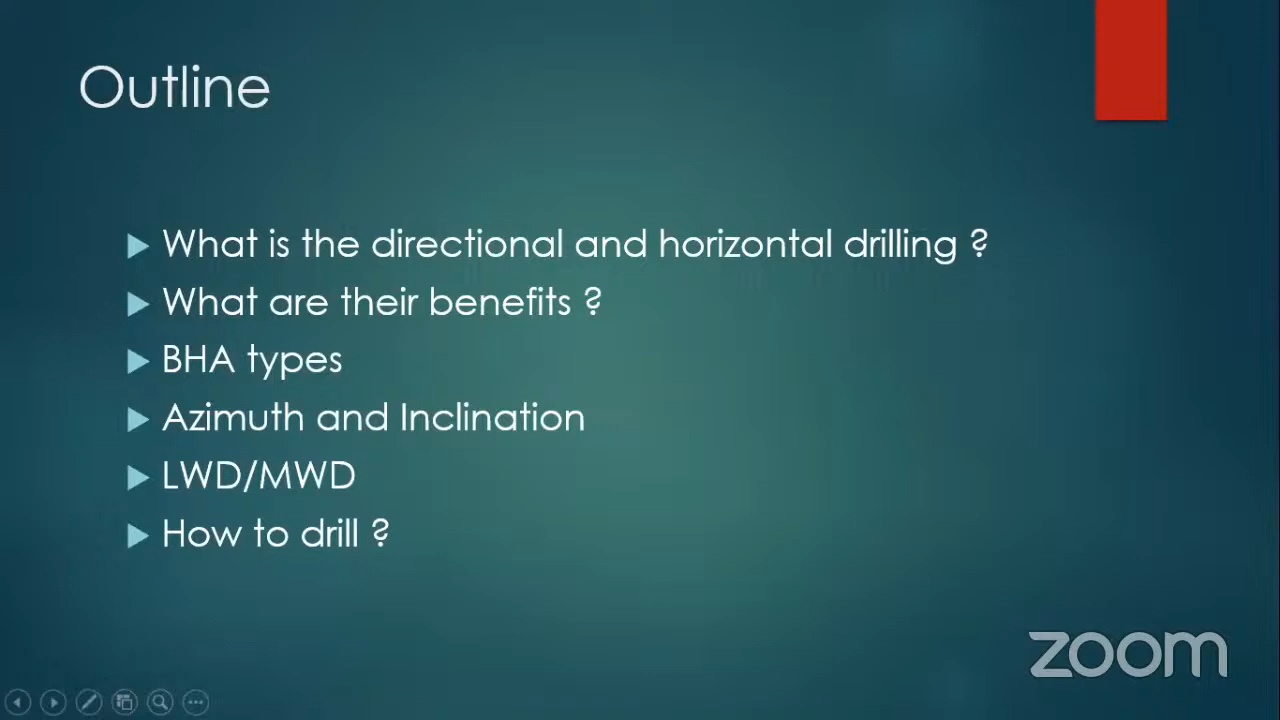 Outline
What is the directional and horizontal drilling ?
What are their benefits ?
BHA types
Azimuth and Inclination
LWD/MWD
How to drill ?
zoom